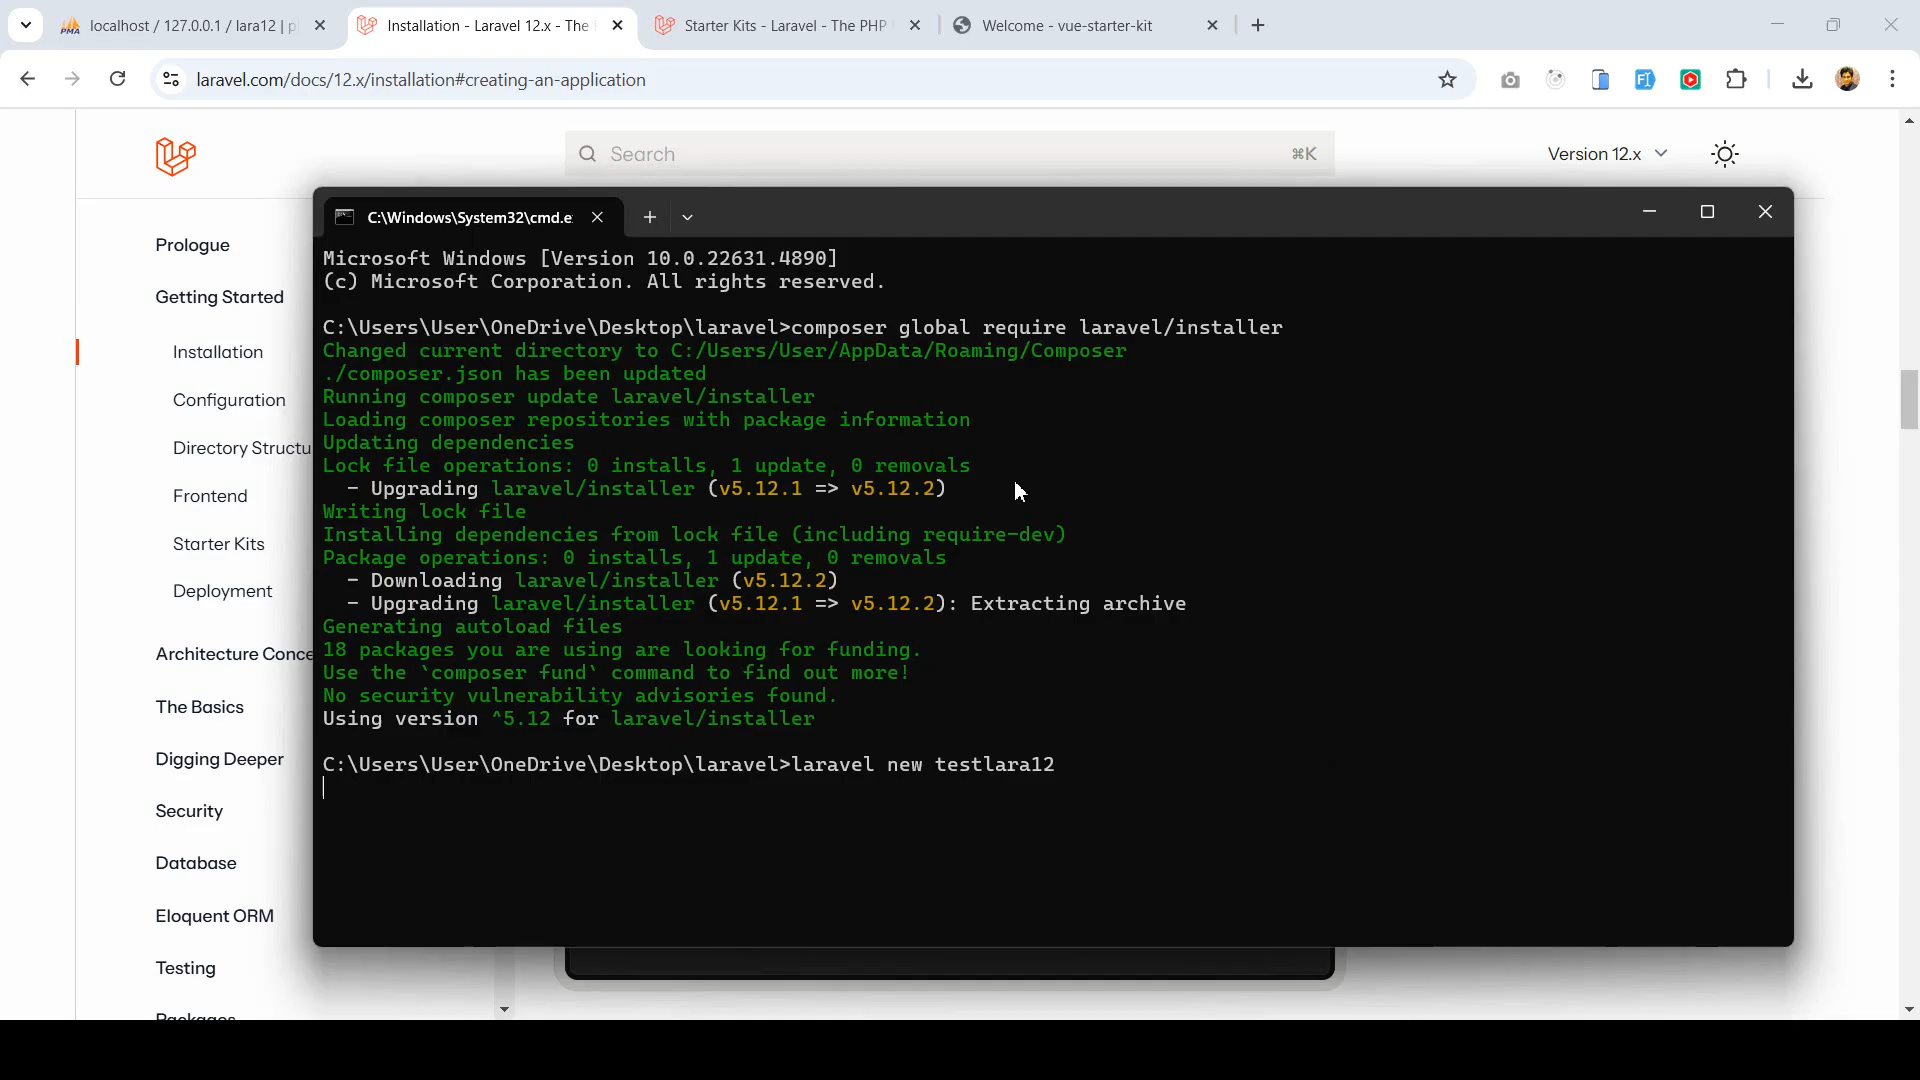 localhost / 127.0.0.1 / lara12 | p
Installation - Laravel 12.x - The
Starter Kits - Laravel - The PHP
Welcome - vue-starter-kit
laravel.com/docs/12.x/installation#creating-an-application
Search
⌘K
Version 12.x
Prologue
Getting Started
Installation
Configuration
Directory Structu
Frontend
Starter Kits
Deployment
Architecture Conce
The Basics
Digging Deeper
Security
Database
Eloquent ORM
Testing
Packages
C:\Windows\System32\cmd.e
Microsoft Windows [Version 10.0.22631.4890]
(c) Microsoft Corporation. All rights reserved.
C:\Users\User\OneDrive\Desktop\laravel>composer global require laravel/installer
Changed current directory to C:/Users/User/AppData/Roaming/Composer
./composer.json has been updated
Running composer update laravel/installer
Loading composer repositories with package information
Updating dependencies
Lock file operations: 0 installs, 1 update, 0 removals
- Upgrading laravel/installer (v5.12.1 => v5.12.2)
Writing lock file
Installing dependencies from lock file (including require-dev)
Package operations: 0 installs, 1 update, 0 removals
- Downloading laravel/installer (v5.12.2)
- Upgrading laravel/installer (v5.12.1 => v5.12.2): Extracting archive
Generating autoload files
18 packages you are using are looking for funding.
Use the `composer fund` command to find out more!
No security vulnerability advisories found.
Using version ^5.12 for laravel/installer
C:\Users\User\OneDrive\Desktop\laravel>laravel new testlara12